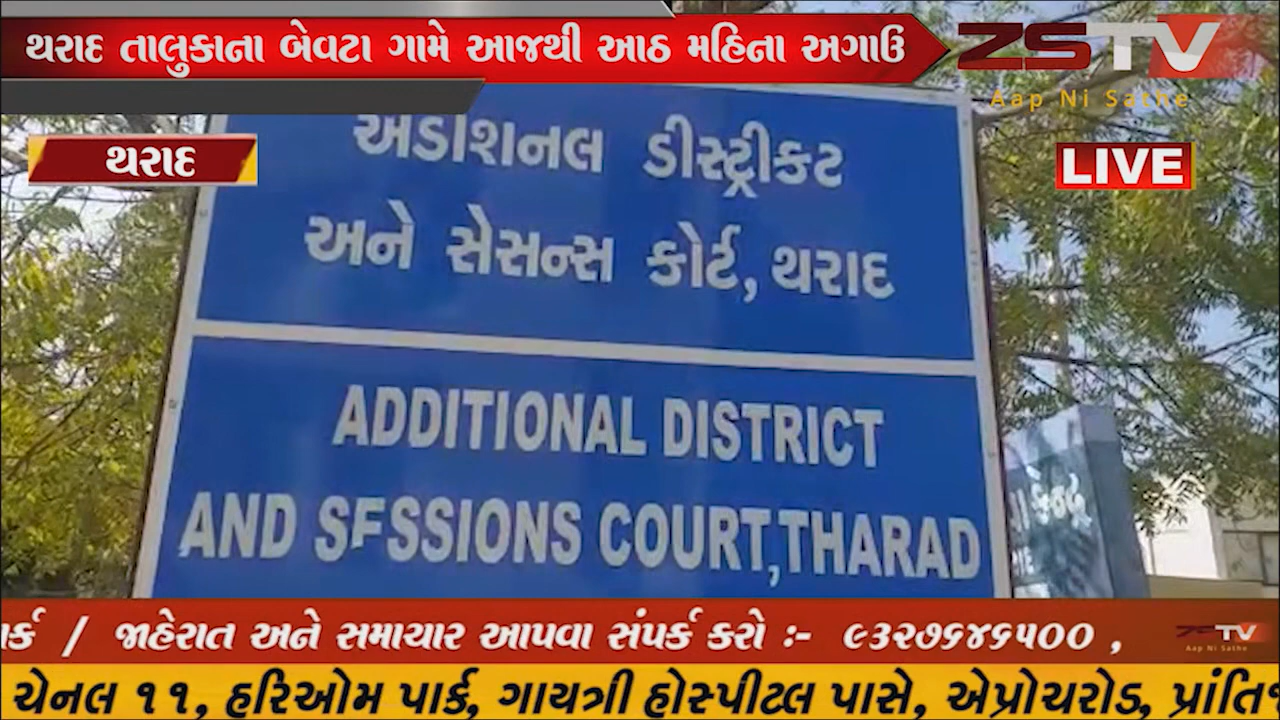 થરાદ તાલુકાના બેવટા ગામે આજથી આઠ મહિના અગાઉ
ZSTV
Aap Ni Sathe
થરાદ
LIVE
એડીશનલ ડીસ્ટ્રીકટ
અને સેસન્સ કોર્ટ, થરાદ
ADDITIONAL DISTRICT
AND SESSIONS COURT, THARAD
/ જાહેરાત અને સમાચાર આપવા સંપર્ક કરો :- ૯૩૨૭૬૪૬૫૦૦ ,
ZSTV
Aap Ni Sathe
ચેનલ ૧૧, હરિઓમ પાર્ક, ગાયત્રી હોસ્પીટલ પાસે, એપ્રોચરોડ, પ્રાંતિજ